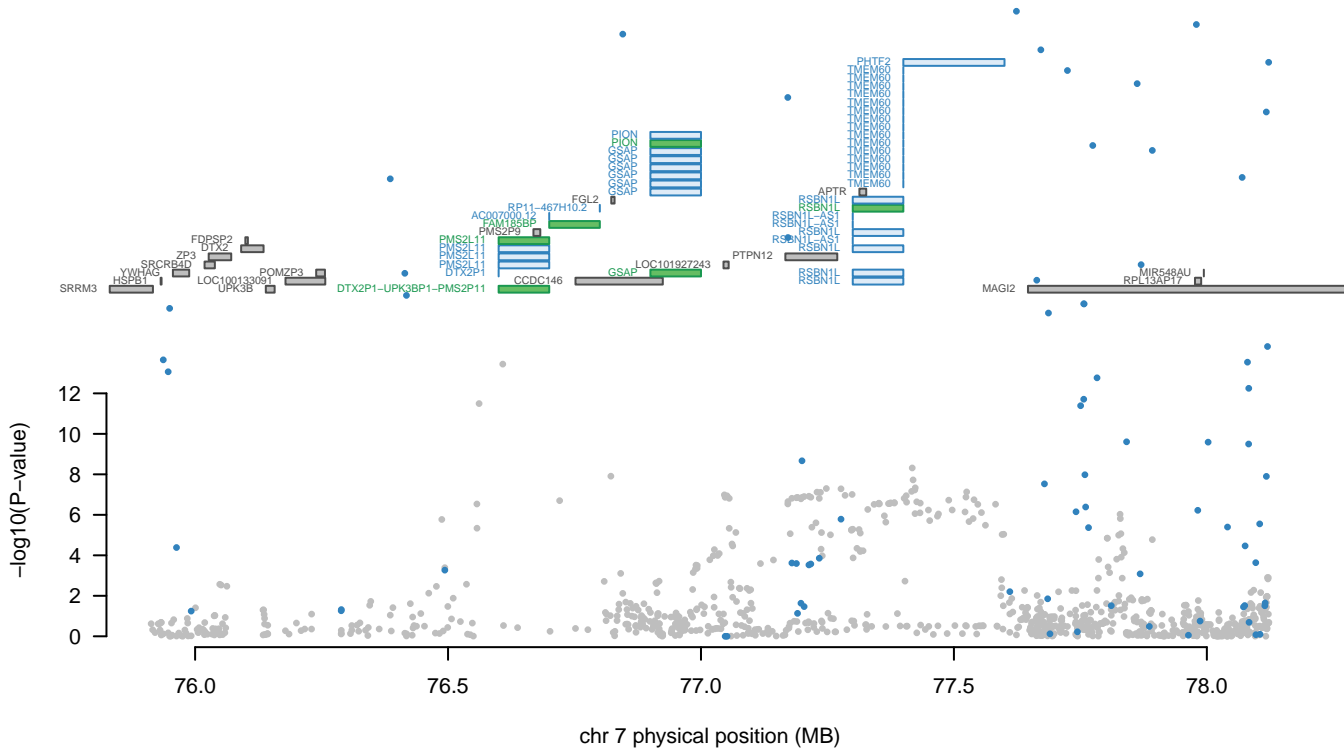 PHTF2
TMEM60
TMEM60
TMEM60
TMEM60
TMEM60
TMEM60
TMEM60
TMEM60
PION
TMEM60
PION
TMEM60
GSAP
TMEM60
GSAP
TMEM60
GSAP
TMEM60
GSAP
TMEM60
GSAP
TMEM60
GSAP
APTR
FGL2
RSBN1L
RP11−467H10.2
RSBN1L
AC007000.12
RSBN1L−AS1
FAM185BP
RSBN1L−AS1
PMS2P9
RSBN1L
FDPSP2
PMS2L11
RSBN1L−AS1
DTX2
PMS2L11
RSBN1L
ZP3
PMS2L11
PTPN12
SRCRB4D
PMS2L11
LOC101927243
YWHAG
POMZP3
DTX2P1
GSAP
RSBN1L
MIR548AU
HSPB1
LOC100133091
CCDC146
RSBN1L
RPL13AP17
SRRM3
UPK3B
DTX2P1−UPK3BP1−PMS2P11
MAGI2
12
10
8
6
4
2
0
−log10(P−value)
76.0
76.5
77.0
77.5
78.0
chr 7 physical position (MB)